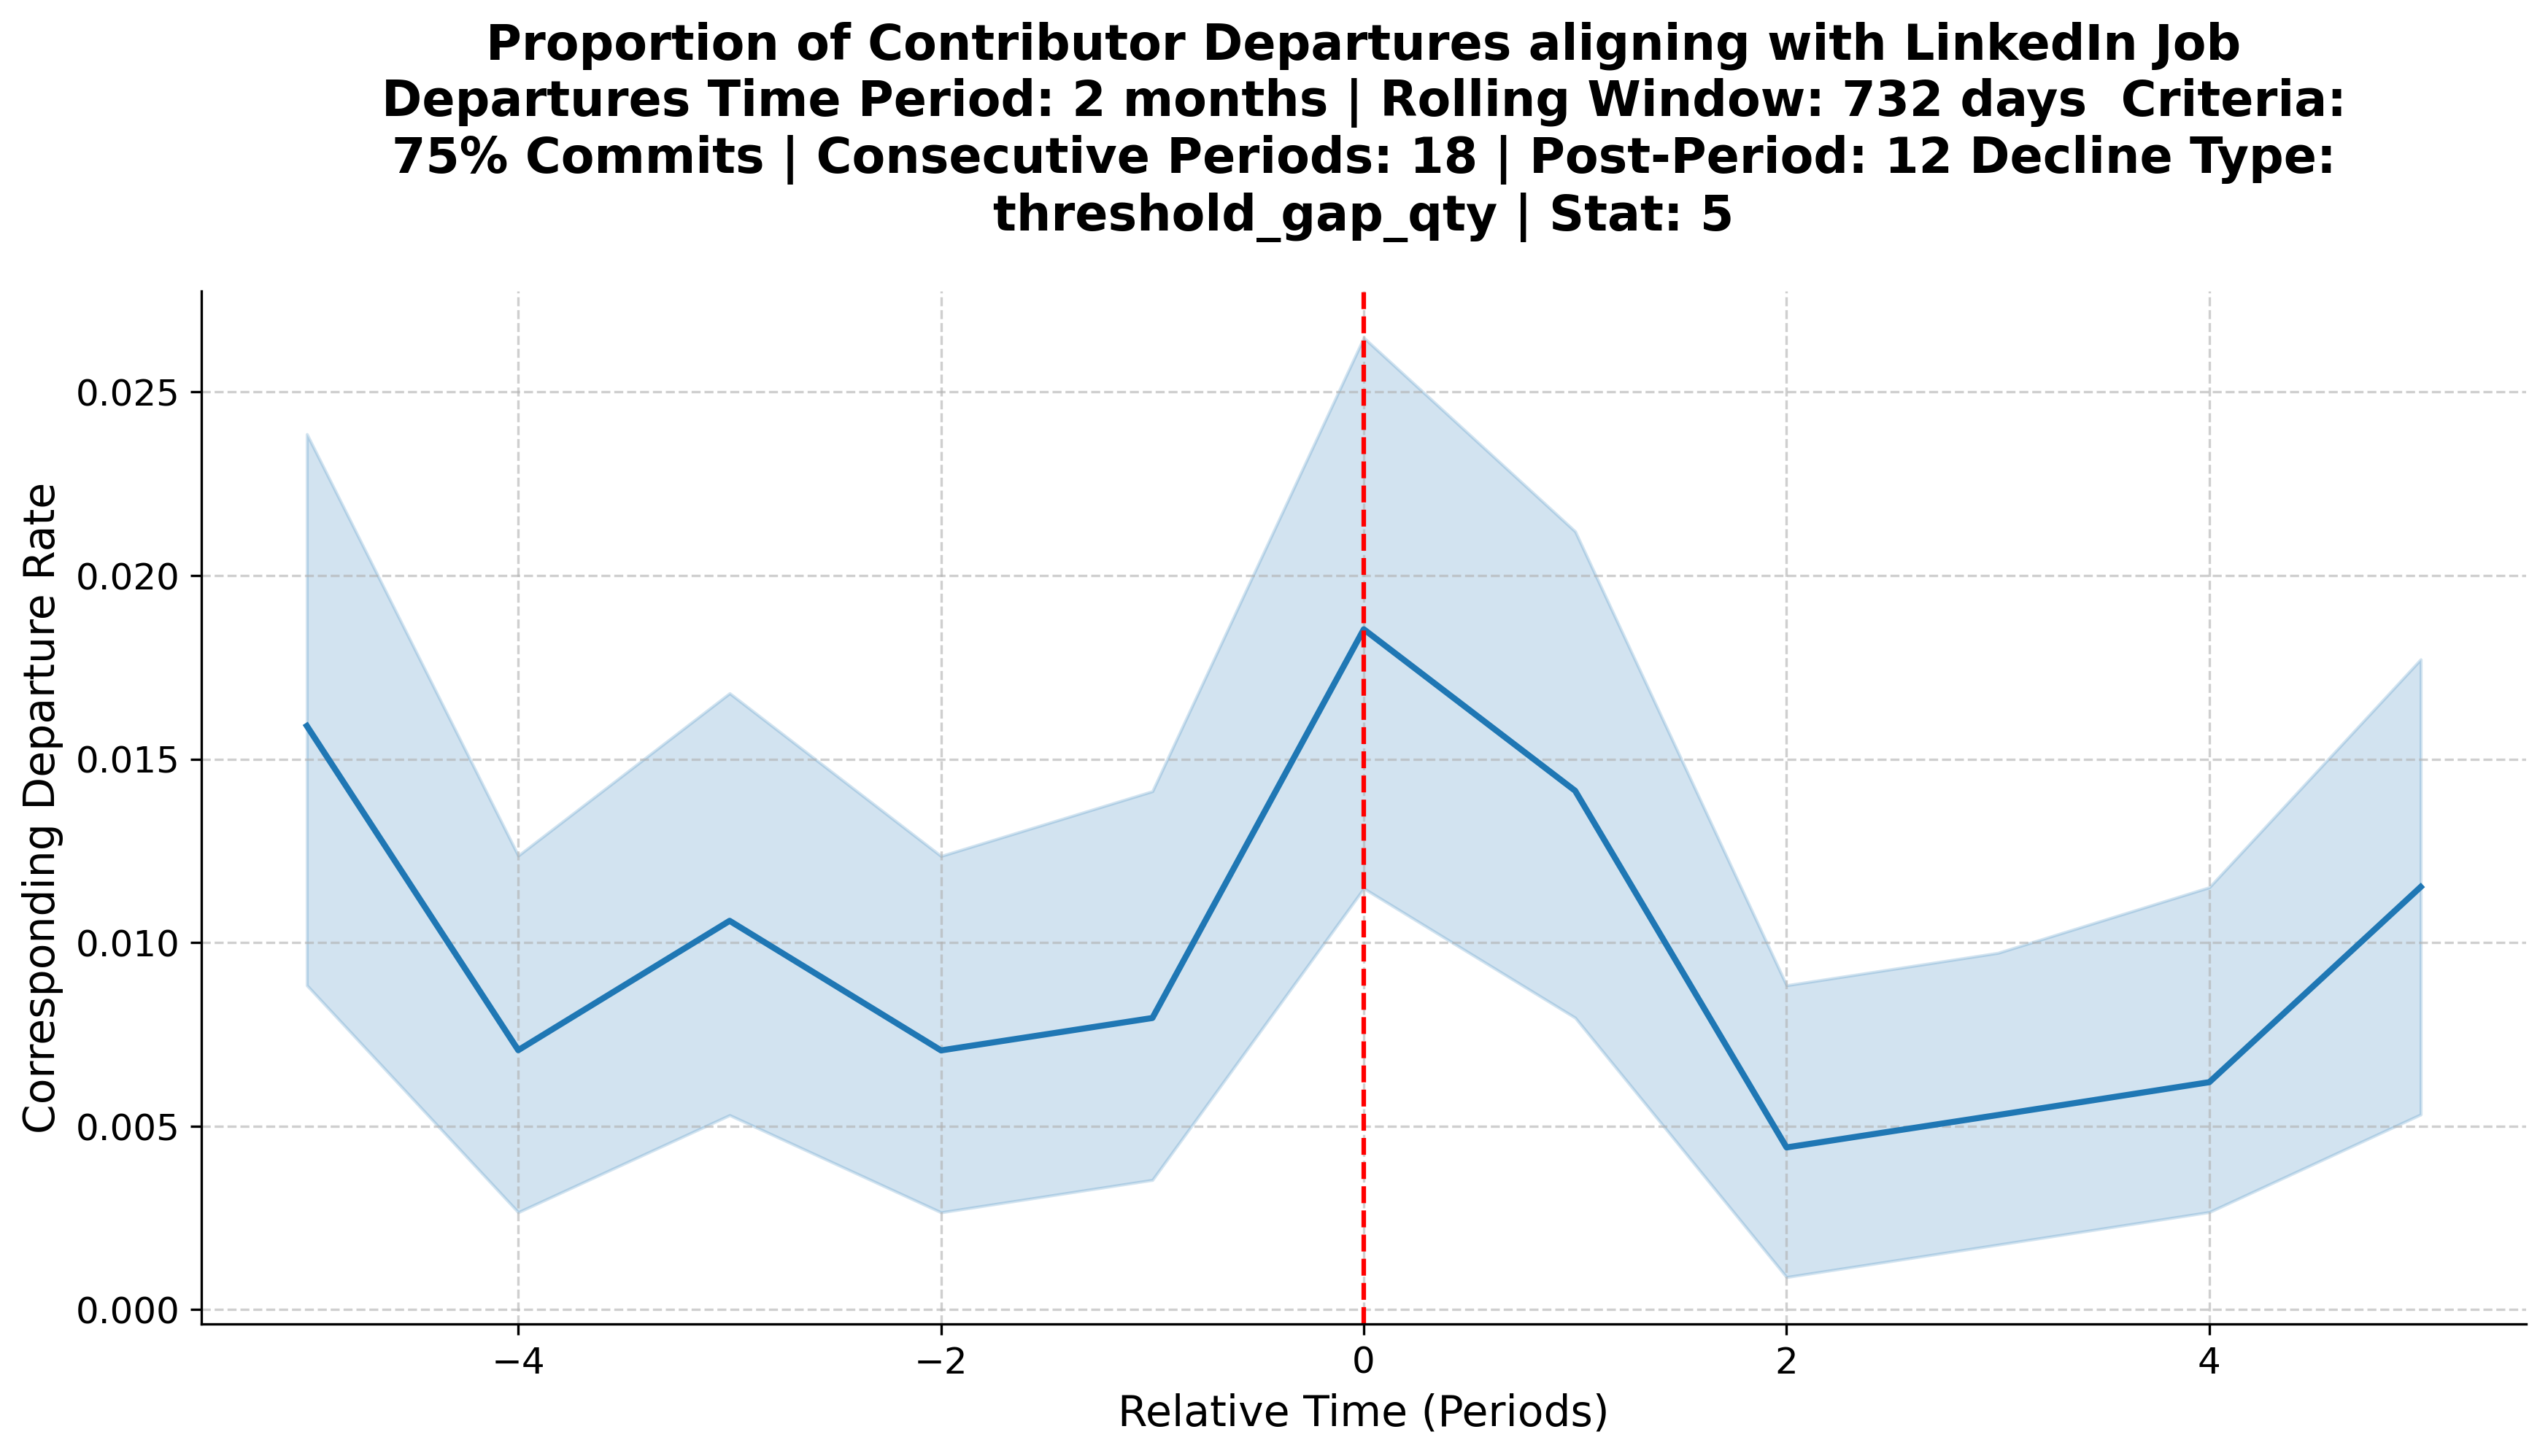 Proportion of Contributor Departures aligning with LinkedIn Job
Departures Time Period: 2 months | Rolling Window: 732 days  Criteria:
75% Commits | Consecutive Periods: 18 | Post-Period: 12 Decline Type:
threshold_gap_qty | Stat: 5
Corresponding Departure Rate
0.025
0.020
0.015
0.010
0.005
0.000
−4
−2
0
2
4
Relative Time (Periods)